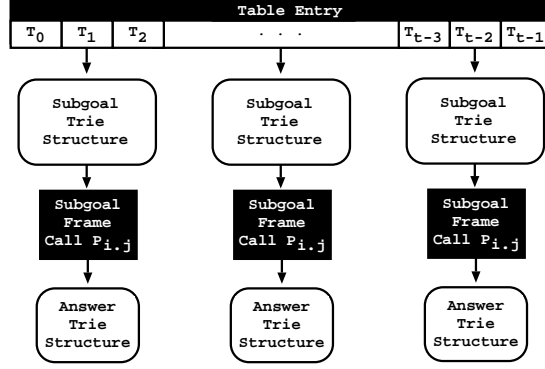 Table Entry
T0 T1 T2 . . . Tt-3 Tt-2 Tt-1
Subgoal Trie Structure
Subgoal Trie Structure
Subgoal Trie Structure
Subgoal Frame Call Pi.j
Subgoal Frame Call Pi.j
Subgoal Frame Call Pi.j
Answer Trie Structure
Answer Trie Structure
Answer Trie Structure